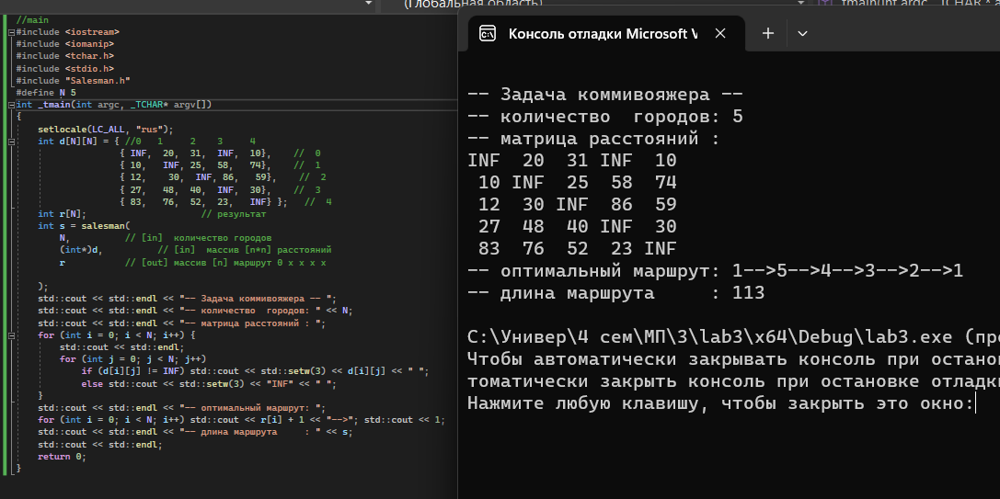 (Глобальная область)
_tmain(int argc, _TCHAR * a
//main
#include <iostream>
#include <iomanip>
#include <tchar.h>
#include <stdio.h>
#include "Salesman.h"
#define N 5
int _tmain(int argc, _TCHAR* argv[])
{
setlocale(LC_ALL, "rus");
int d[N][N] = { //0 1 2 3 4
{ INF, 20, 31, INF, 10}, // 0
{ 10, INF, 25, 58, 74}, // 1
{ 12, 30, INF, 86, 59}, // 2
{ 27, 48, 40, INF, 30}, // 3
{ 83, 76, 52, 23, INF} }; // 4
int r[N]; // результат
int s = salesman(
N, // [in] количество городов
(int*)d, // [in] массив [n*n] расстояний
r // [out] массив [n] маршрут 0 x x x x
);
std::cout << std::endl << "-- Задача коммивояжера -- ";
std::cout << std::endl << "-- количество городов: " << N;
std::cout << std::endl << "-- матрица расстояний : ";
for (int i = 0; i < N; i++) {
std::cout << std::endl;
for (int j = 0; j < N; j++)
if (d[i][j] != INF) std::cout << std::setw(3) << d[i][j] << " ";
else std::cout << std::setw(3) << "INF" << " ";
}
std::cout << std::endl << "-- оптимальный маршрут: ";
for (int i = 0; i < N; i++) std::cout << r[i] + 1 << "-->"; std::cout << 1;
std::cout << std::endl << "-- длина маршрута : " << s;
std::cout << std::endl;
return 0;
}
Консоль отладки Microsoft V
-- Задача коммивояжера --
-- количество городов: 5
-- матрица расстояний :
INF 20 31 INF 10
10 INF 25 58 74
12 30 INF 86 59
27 48 40 INF 30
83 76 52 23 INF
-- оптимальный маршрут: 1-->5-->4-->3-->2-->1
-- длина маршрута : 113
C:\Универ\4 сем\МП\3\lab3\x64\Debug\lab3.exe (про
Чтобы автоматически закрывать консоль при останов
томатически закрыть консоль при остановке отладки
Нажмите любую клавишу, чтобы закрыть это окно: